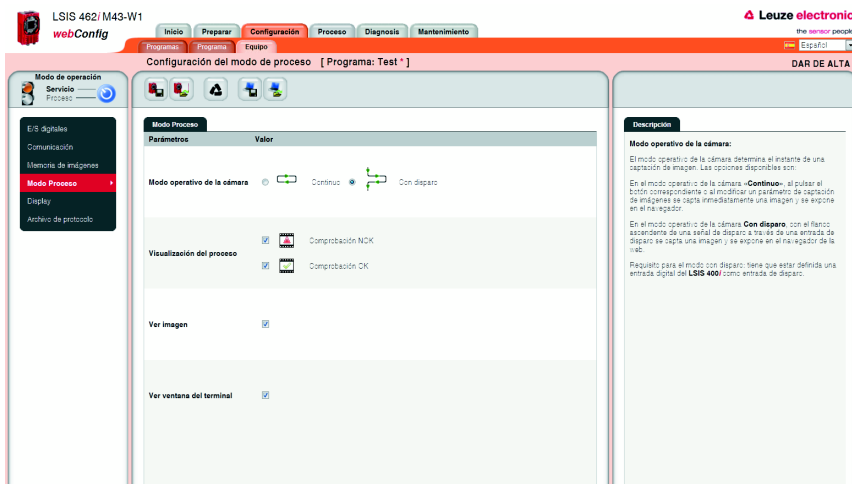 LSIS 462i M43-W1
webConfig
Inicio Preparar Configuración Proceso Diagnosis Mantenimiento
Leuze electronic
the sensor people
Programas Programa Equipo
Español
Configuración del modo de proceso [ Programa: Test * ]
DAR DE ALTA
Modo de operación
Servicio
Proceso
E/S digitales
Comunicación
Memoria de imágenes
Modo Proceso
Display
Archivo de protocolo
Modo Proceso
Parámetros Valor
Modo operativo de la cámara Continuo Con disparo
Visualización del proceso
Comprobación NOK
Comprobación OK
Ver imagen
Ver ventana del terminal
Descripción
Modo operativo de la cámara:
El modo operativo de la cámara determina el instante de una
captación de imagen. Las opciones disponibles son:
En el modo operativo de la cámara «Continuo», al pulsar el
botón correspondiente o al modificar un parámetro de captación
de imágenes se capta inmediatamente una imagen y se expone
en el navegador.
En el modo operativo de la cámara Con disparo, con el flanco
ascendente de una señal de disparo a través de una entrada de
disparo se capta una imagen y se expone en el navegador de la
web.
Requisito para el modo con disparo: tiene que estar definida una
entrada digital del LSIS 400i como entrada de disparo.